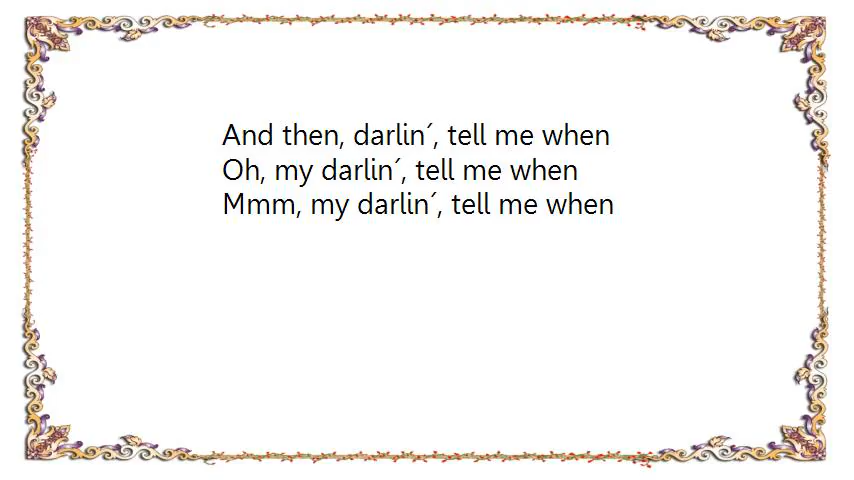 And then, darlin´, tell me when
Oh, my darlin´, tell me when
Mmm, my darlin´, tell me when